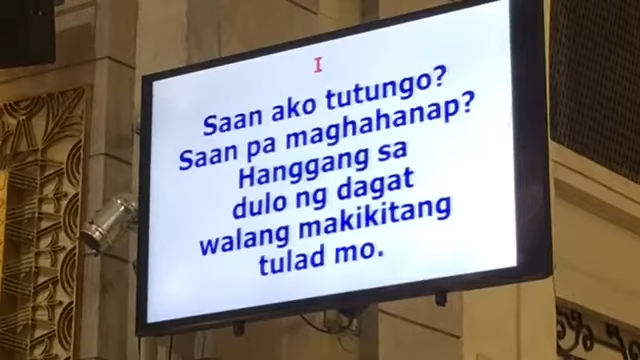 I
Saan ako tutungo?
Saan pa maghahanap?
Hanggang sa
dulo ng dagat
walang makikitang
tulad mo.